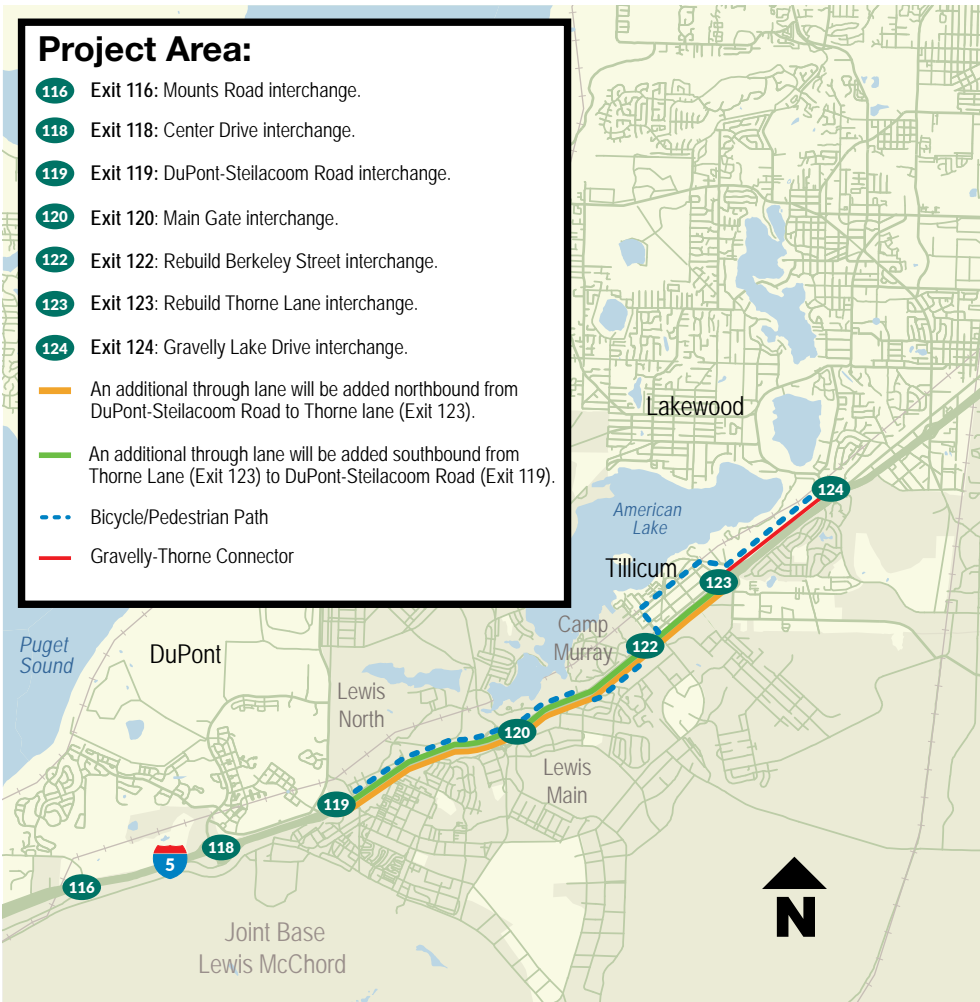 Project Area:
116 Exit 116: Mounts Road interchange.
118 Exit 118: Center Drive interchange.
119 Exit 119: DuPont-Steilacoom Road interchange.
120 Exit 120: Main Gate interchange.
122 Exit 122: Rebuild Berkeley Street interchange.
123 Exit 123: Rebuild Thorne Lane interchange.
124 Exit 124: Gravelly Lake Drive interchange.
An additional through lane will be added northbound from
DuPont-Steilacoom Road to Thorne lane (Exit 123).
An additional through lane will be added southbound from
Thorne Lane (Exit 123) to DuPont-Steilacoom Road (Exit 119).
Bicycle/Pedestrian Path
Gravelly-Thorne Connector
Lakewood
124
American
Lake
Tillicum
123
Camp
Murray
122
Puget
Sound
DuPont
Lewis
North
120
Lewis
Main
119
118
5
116
Joint Base
Lewis McChord
N